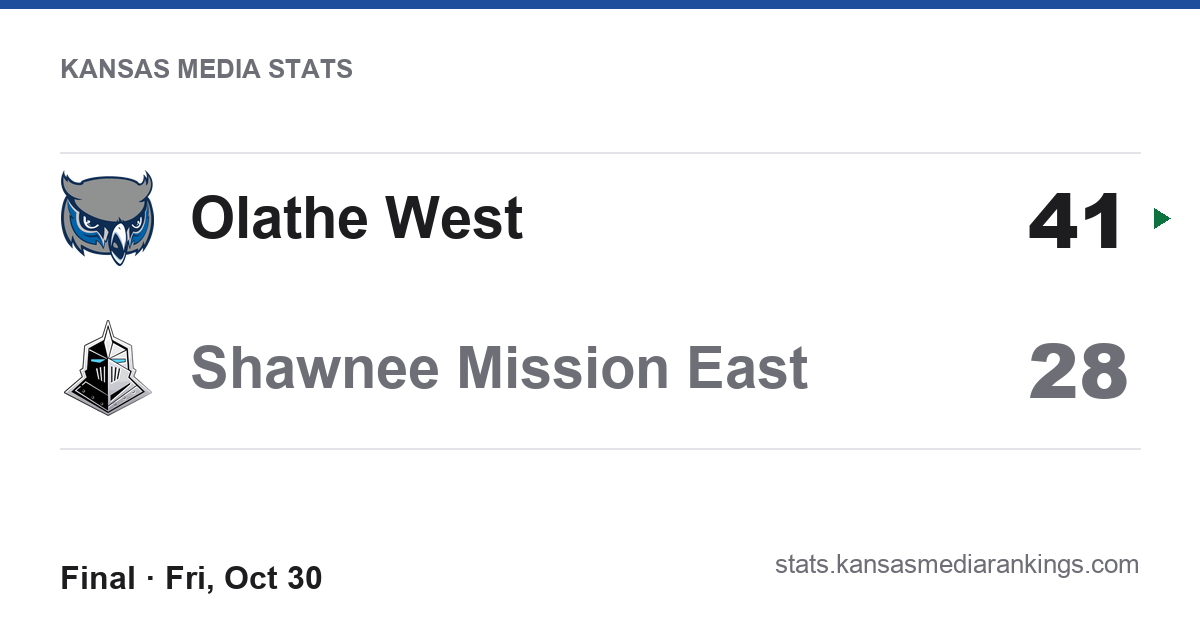 KANSAS MEDIA STATS
Olathe West 41
Shawnee Mission East 28
Final · Fri, Oct 30
stats.kansasmediarankings.com